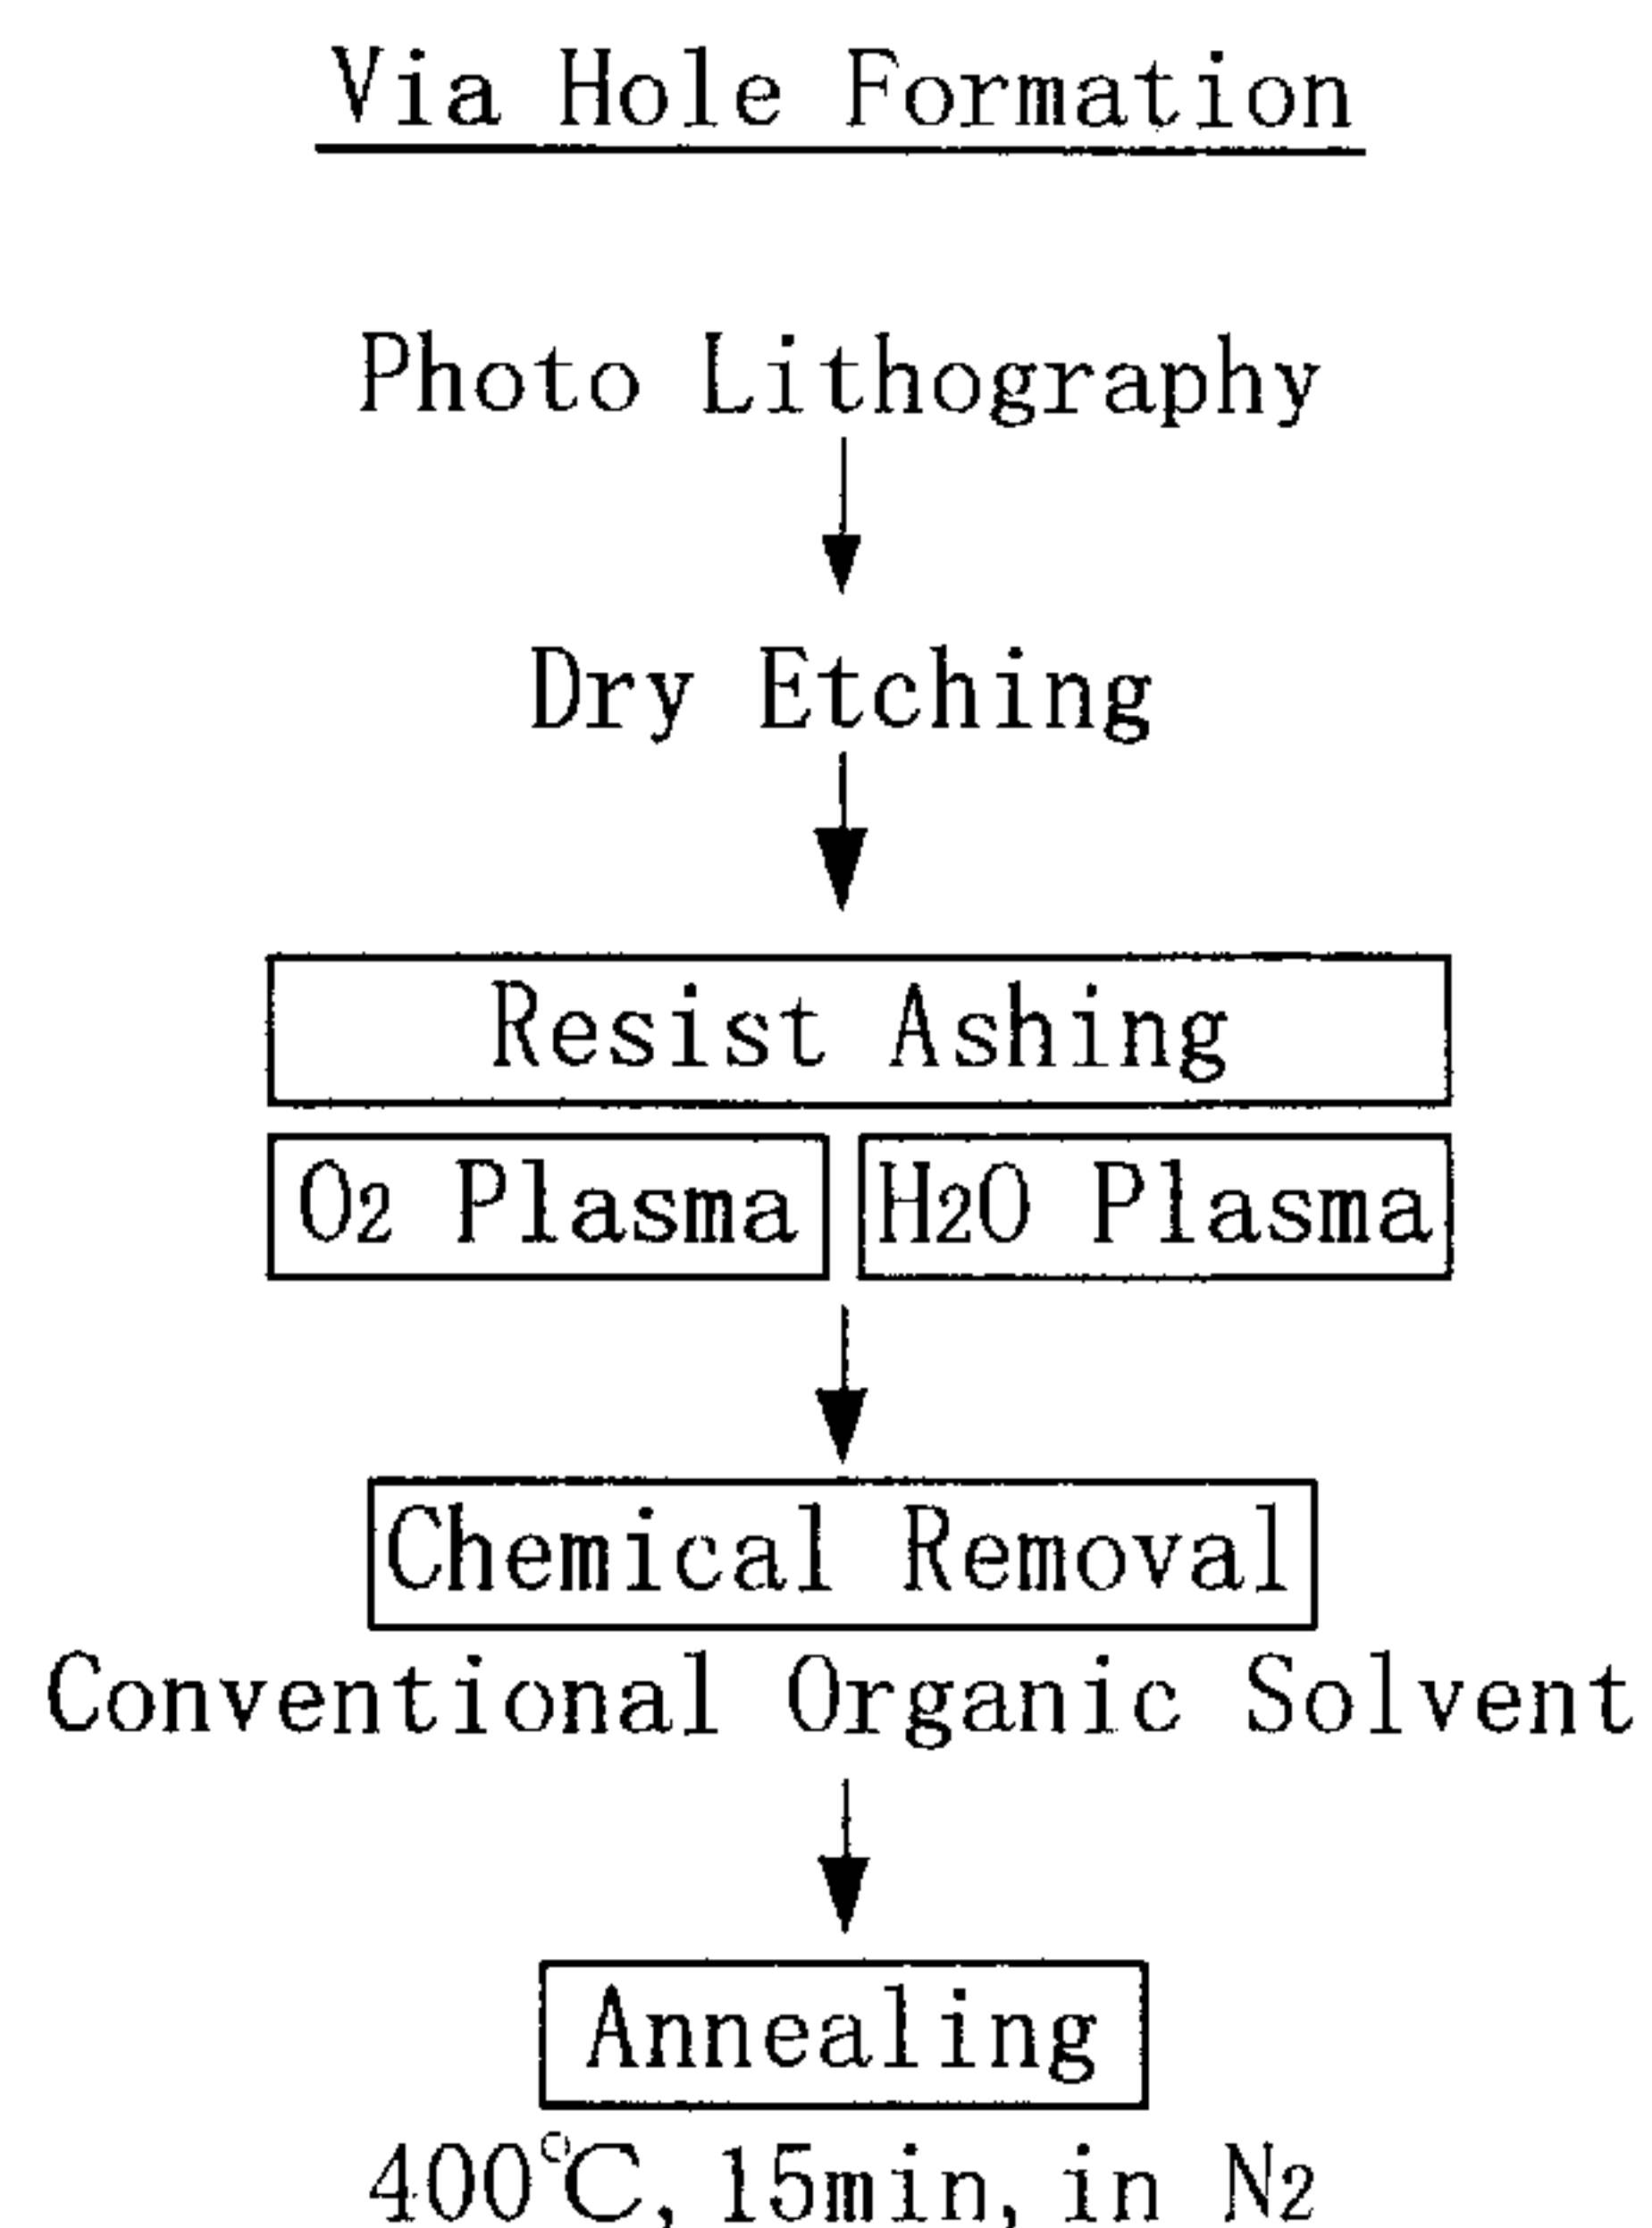 Via Hole Formation
Photo Lithography
Dry Etching
Resist Ashing
O2 Plasma H2O Plasma
Chemical Removal
Conventional Organic Solvent
Annealing
400℃, 15min, in N2